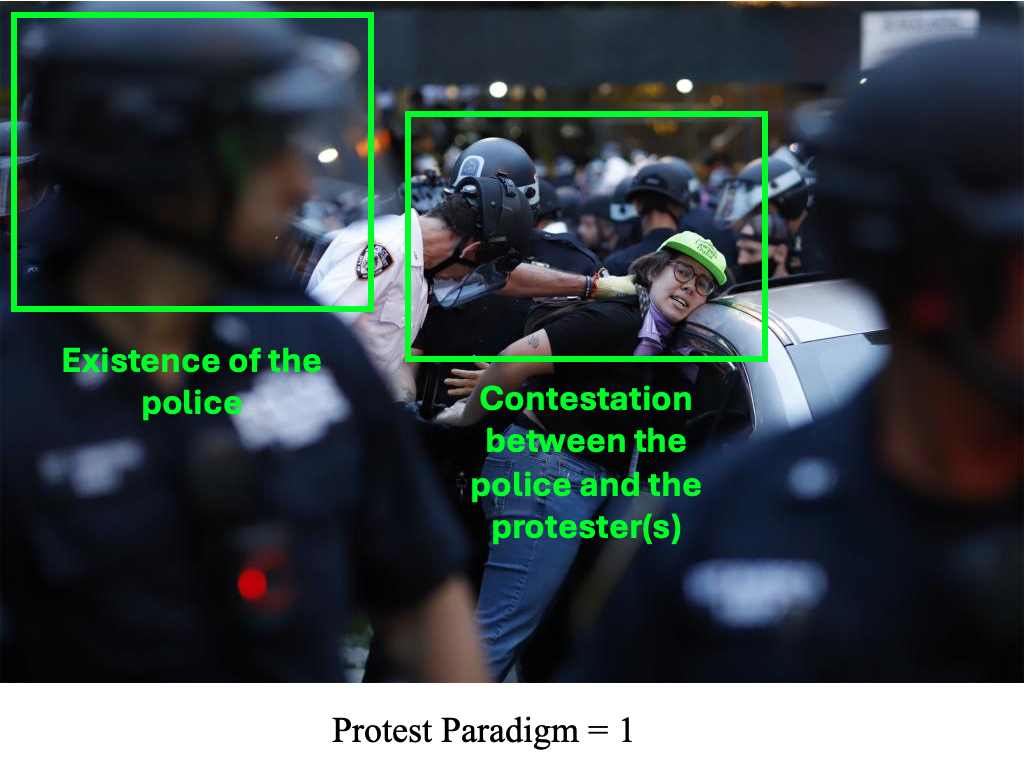 Existence of the
police
Contestation
between the
police and the
protester(s)
Protest Paradigm = 1